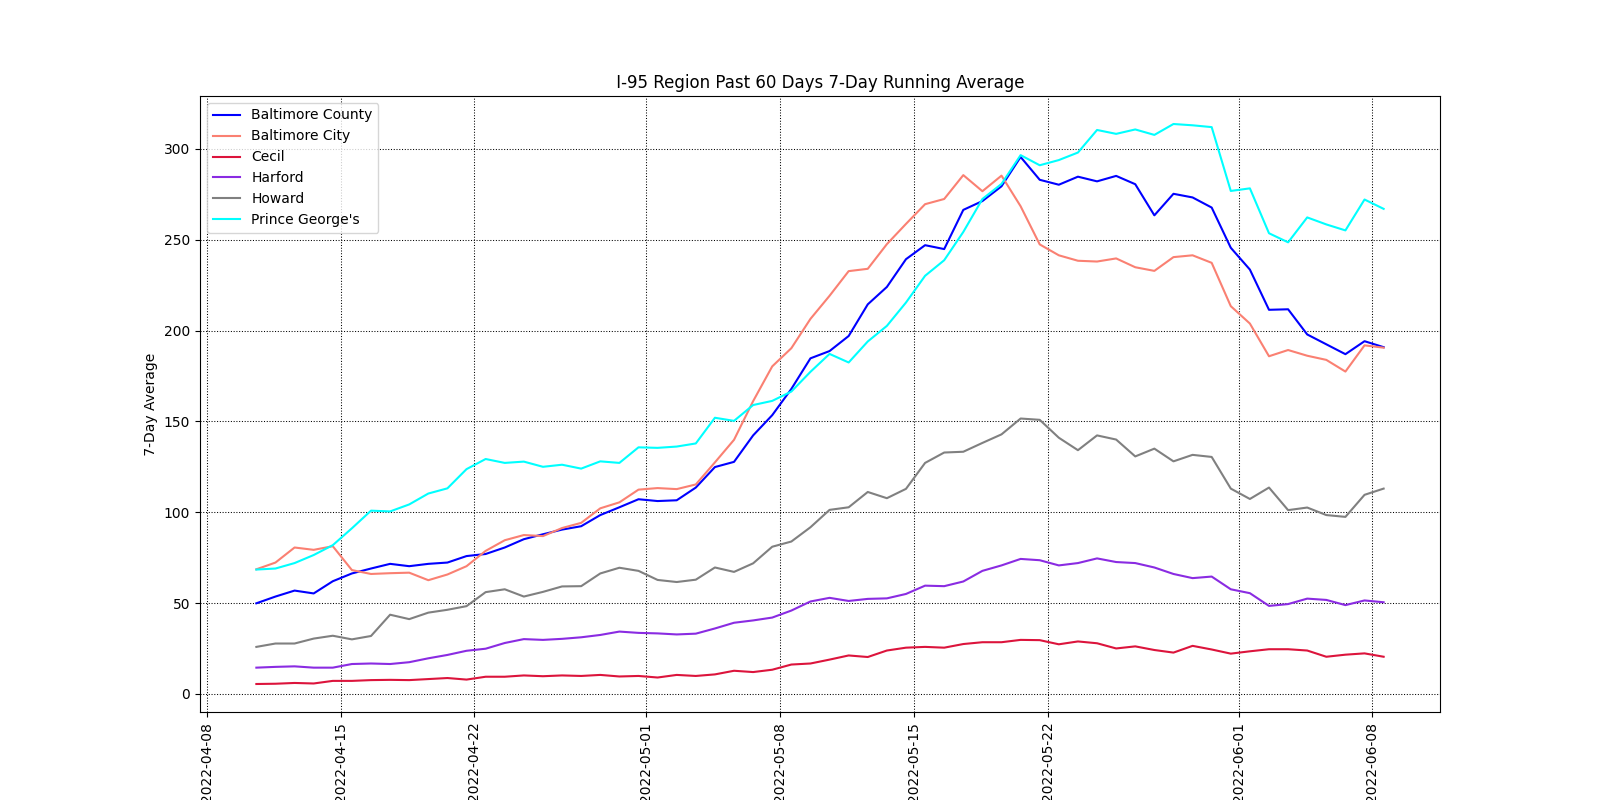 I-95 Region Past 60 Days 7-Day Running Average
Baltimore County
Baltimore City
Cecil
Harford
Howard
Prince George's
7-Day Average
300
250
200
150
100
50
0
2022-04-08
2022-04-15
2022-04-22
2022-05-01
2022-05-08
2022-05-15
2022-05-22
2022-06-01
2022-06-08